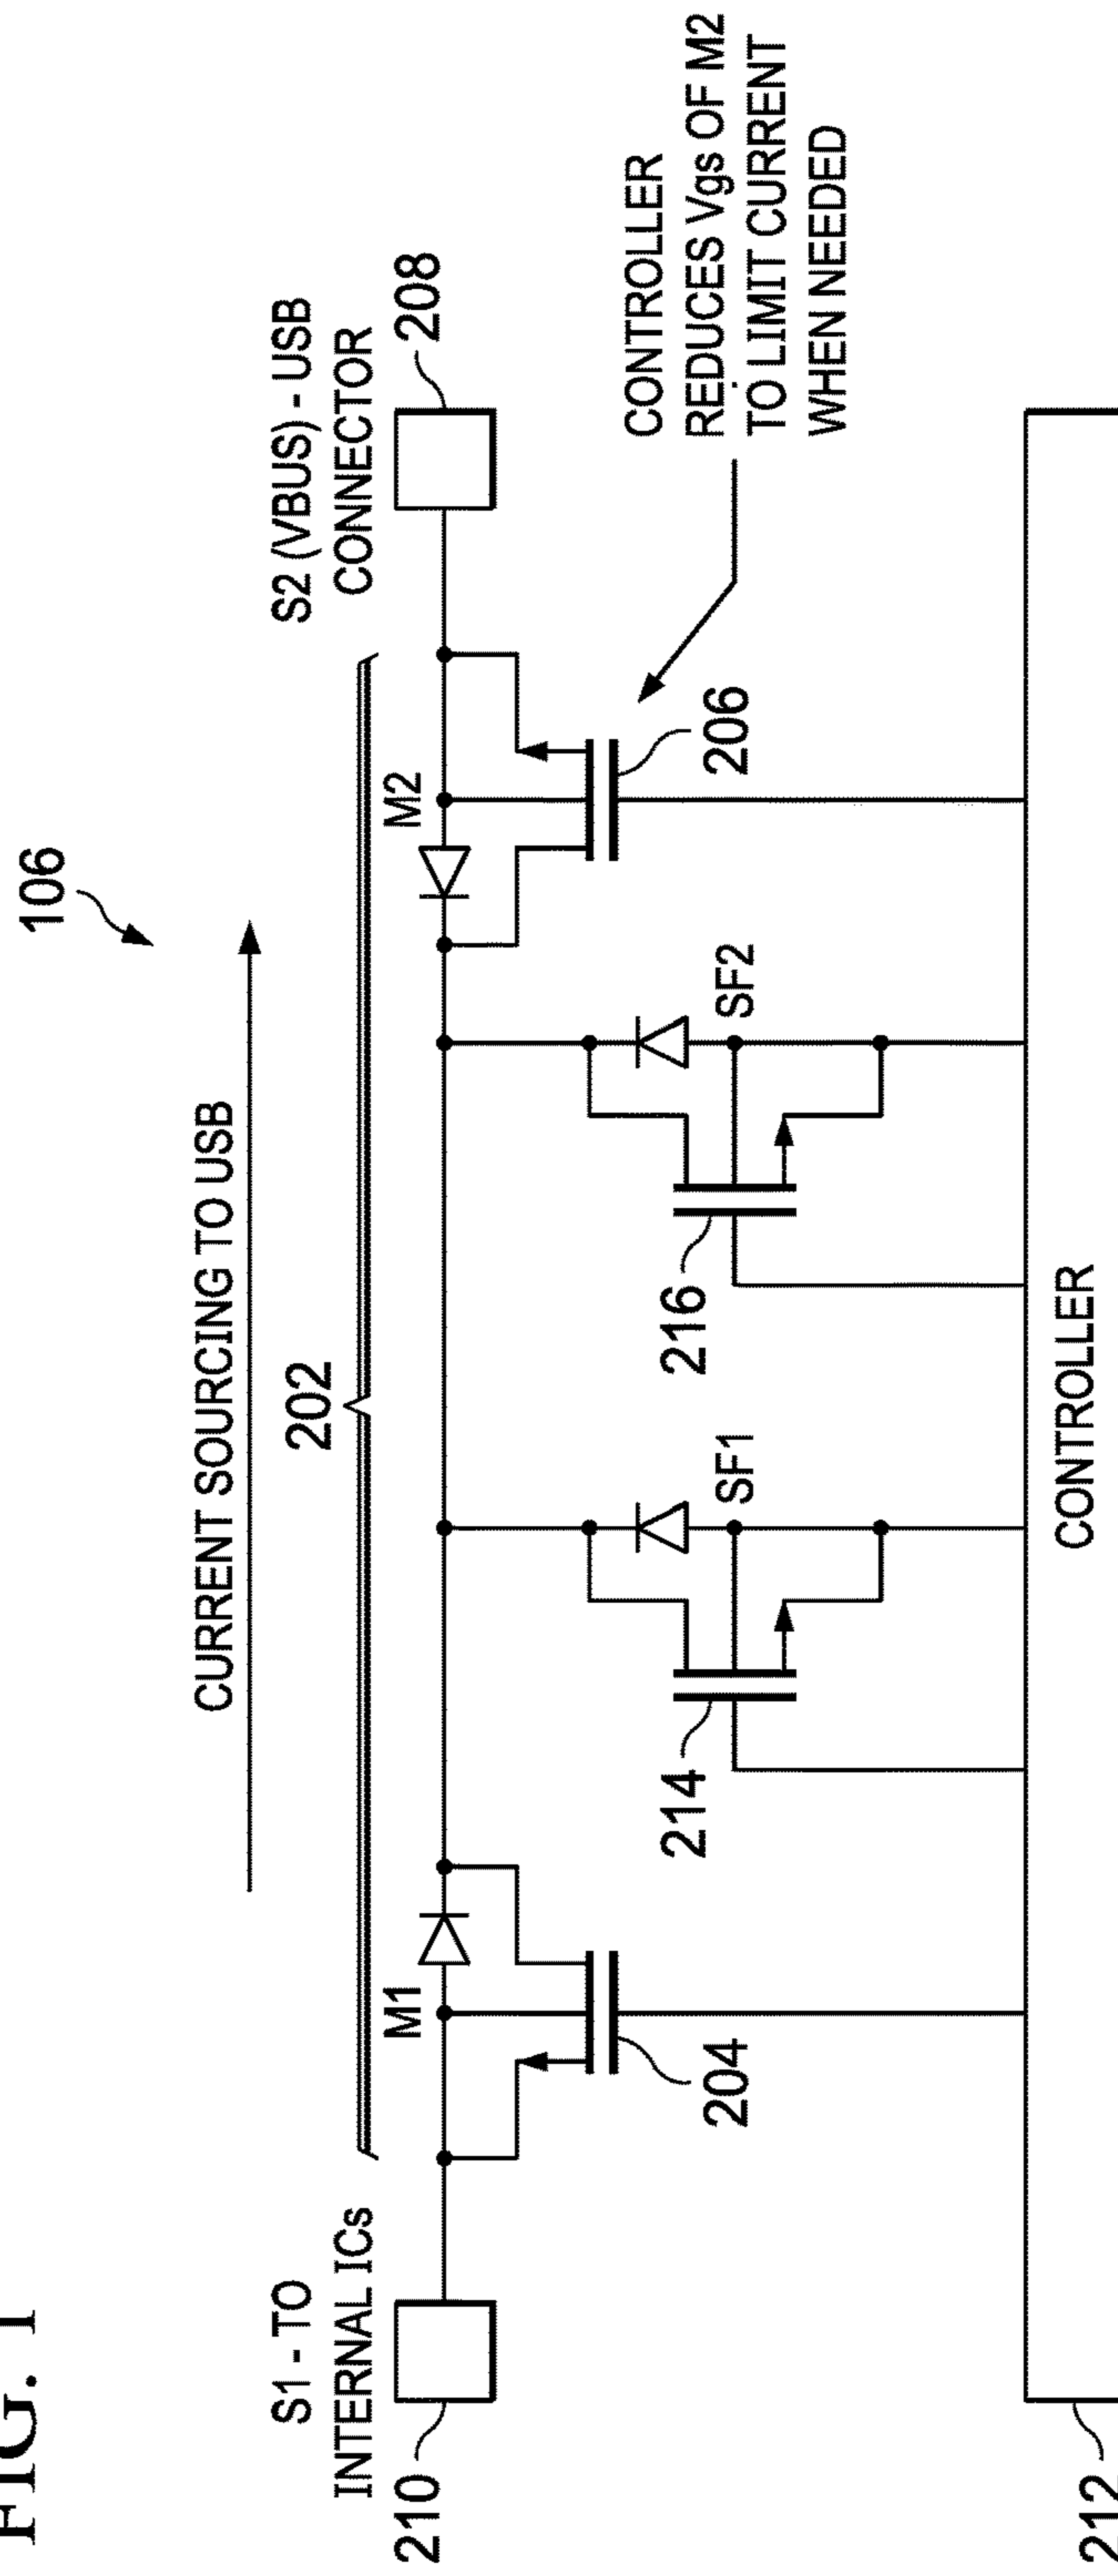 FIG. 1
106
CURRENT SOURCING TO USB
202
S1 - TO
INTERNAL ICs
210
M1
M2
S2 (VBUS) - USB
CONNECTOR
208
204
214
SF1
216
SF2
206
CONTROLLER
REDUCES Vgs OF M2
TO LIMIT CURRENT
WHEN NEEDED
212
CONTROLLER